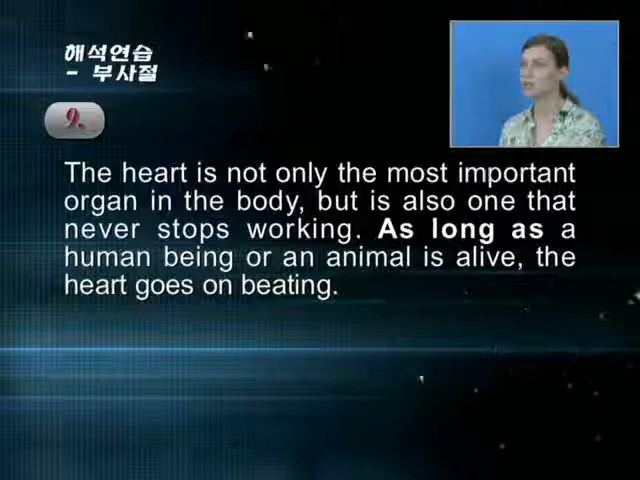 해석연습
- 부사절
9.
The heart is not only the most important
organ in the body, but is also one that
never stops working. As long as a
human being or an animal is alive, the
heart goes on beating.